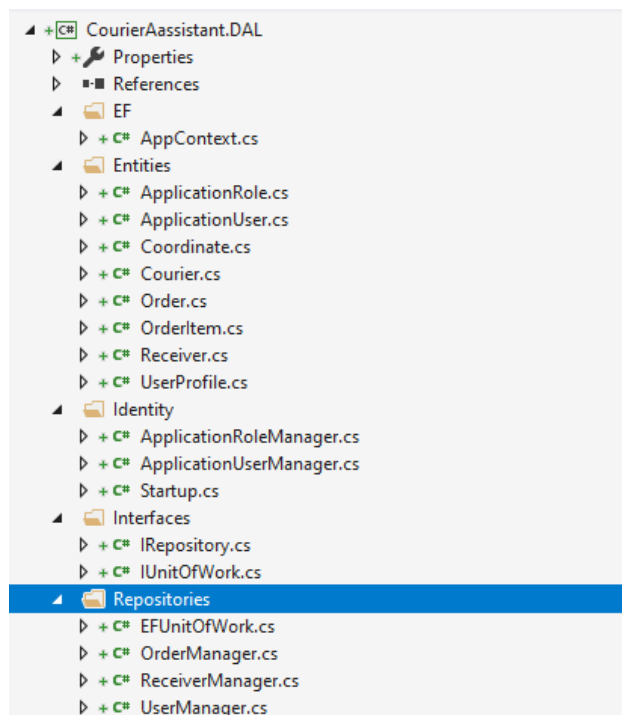 C# CourierAassistant.DAL
Properties
References
EF
C# AppContext.cs
Entities
C# ApplicationRole.cs
C# ApplicationUser.cs
C# Coordinate.cs
C# Courier.cs
C# Order.cs
C# OrderItem.cs
C# Receiver.cs
C# UserProfile.cs
Identity
C# ApplicationRoleManager.cs
C# ApplicationUserManager.cs
C# Startup.cs
Interfaces
C# IRepository.cs
C# IUnitOfWork.cs
Repositories
C# EFUnitOfWork.cs
C# OrderManager.cs
C# ReceiverManager.cs
C# UserManager.cs